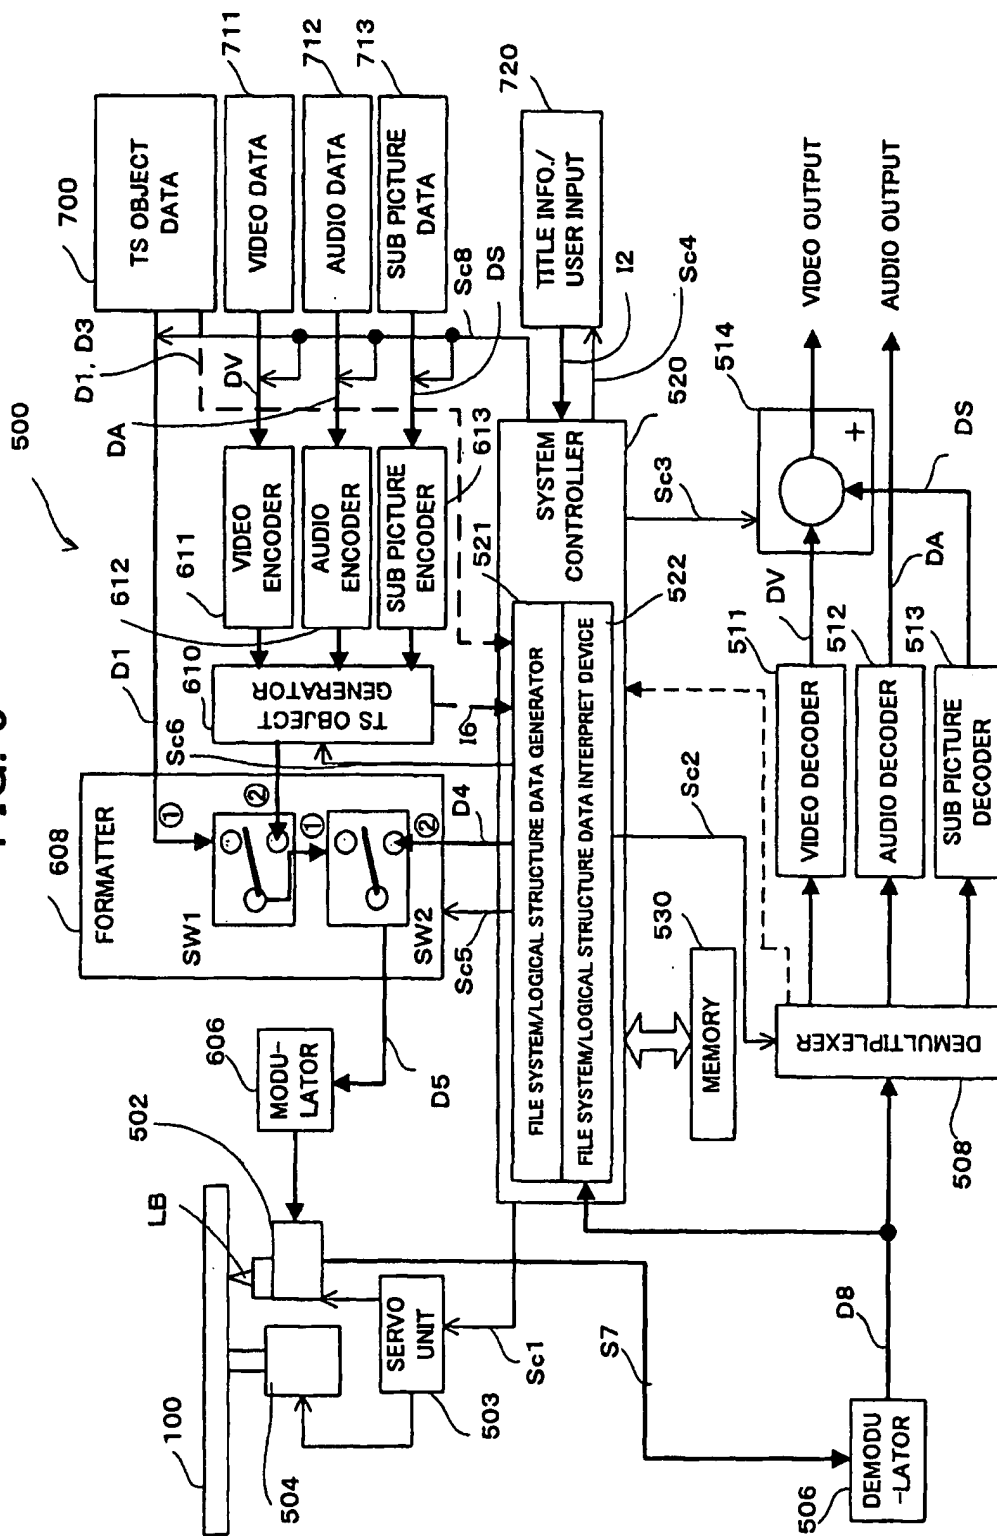 500
100
LB
502
606
608
FORMATTER
D1
612
611
DA
D1, D3
700
TS OBJECT
DATA
711
504
MODU-
LATOR
①
610
Sc6
VIDEO
ENCODER
DV
VIDEO DATA
712
SW1
②
TS OBJECT
GENERATOR
AUDIO
ENCODER
AUDIO DATA
713
①
SERVO
UNIT
SW2
②
SUB PICTURE
ENCODER
SUB PICTURE
DATA
503
D5
Sc5
D4
I6
521
613
DS
Sc8
Sc1
FILE SYSTEM/LOGICAL STRUCTURE DATA GENERATOR
FILE SYSTEM/LOGICAL STRUCTURE DATA INTERPRET DEVICE
SYSTEM
CONTROLLER
TITLE INFO./
USER INPUT
720
S7
522
520
I2
Sc4
530
MEMORY
Sc2
Sc3
511
DV
514
+
VIDEO OUTPUT
DEMODU
-LATOR
D8
DEMULTIPLEXER
VIDEO DECODER
512
AUDIO DECODER
DA
AUDIO OUTPUT
506
508
513
SUB PICTURE
DECODER
DS